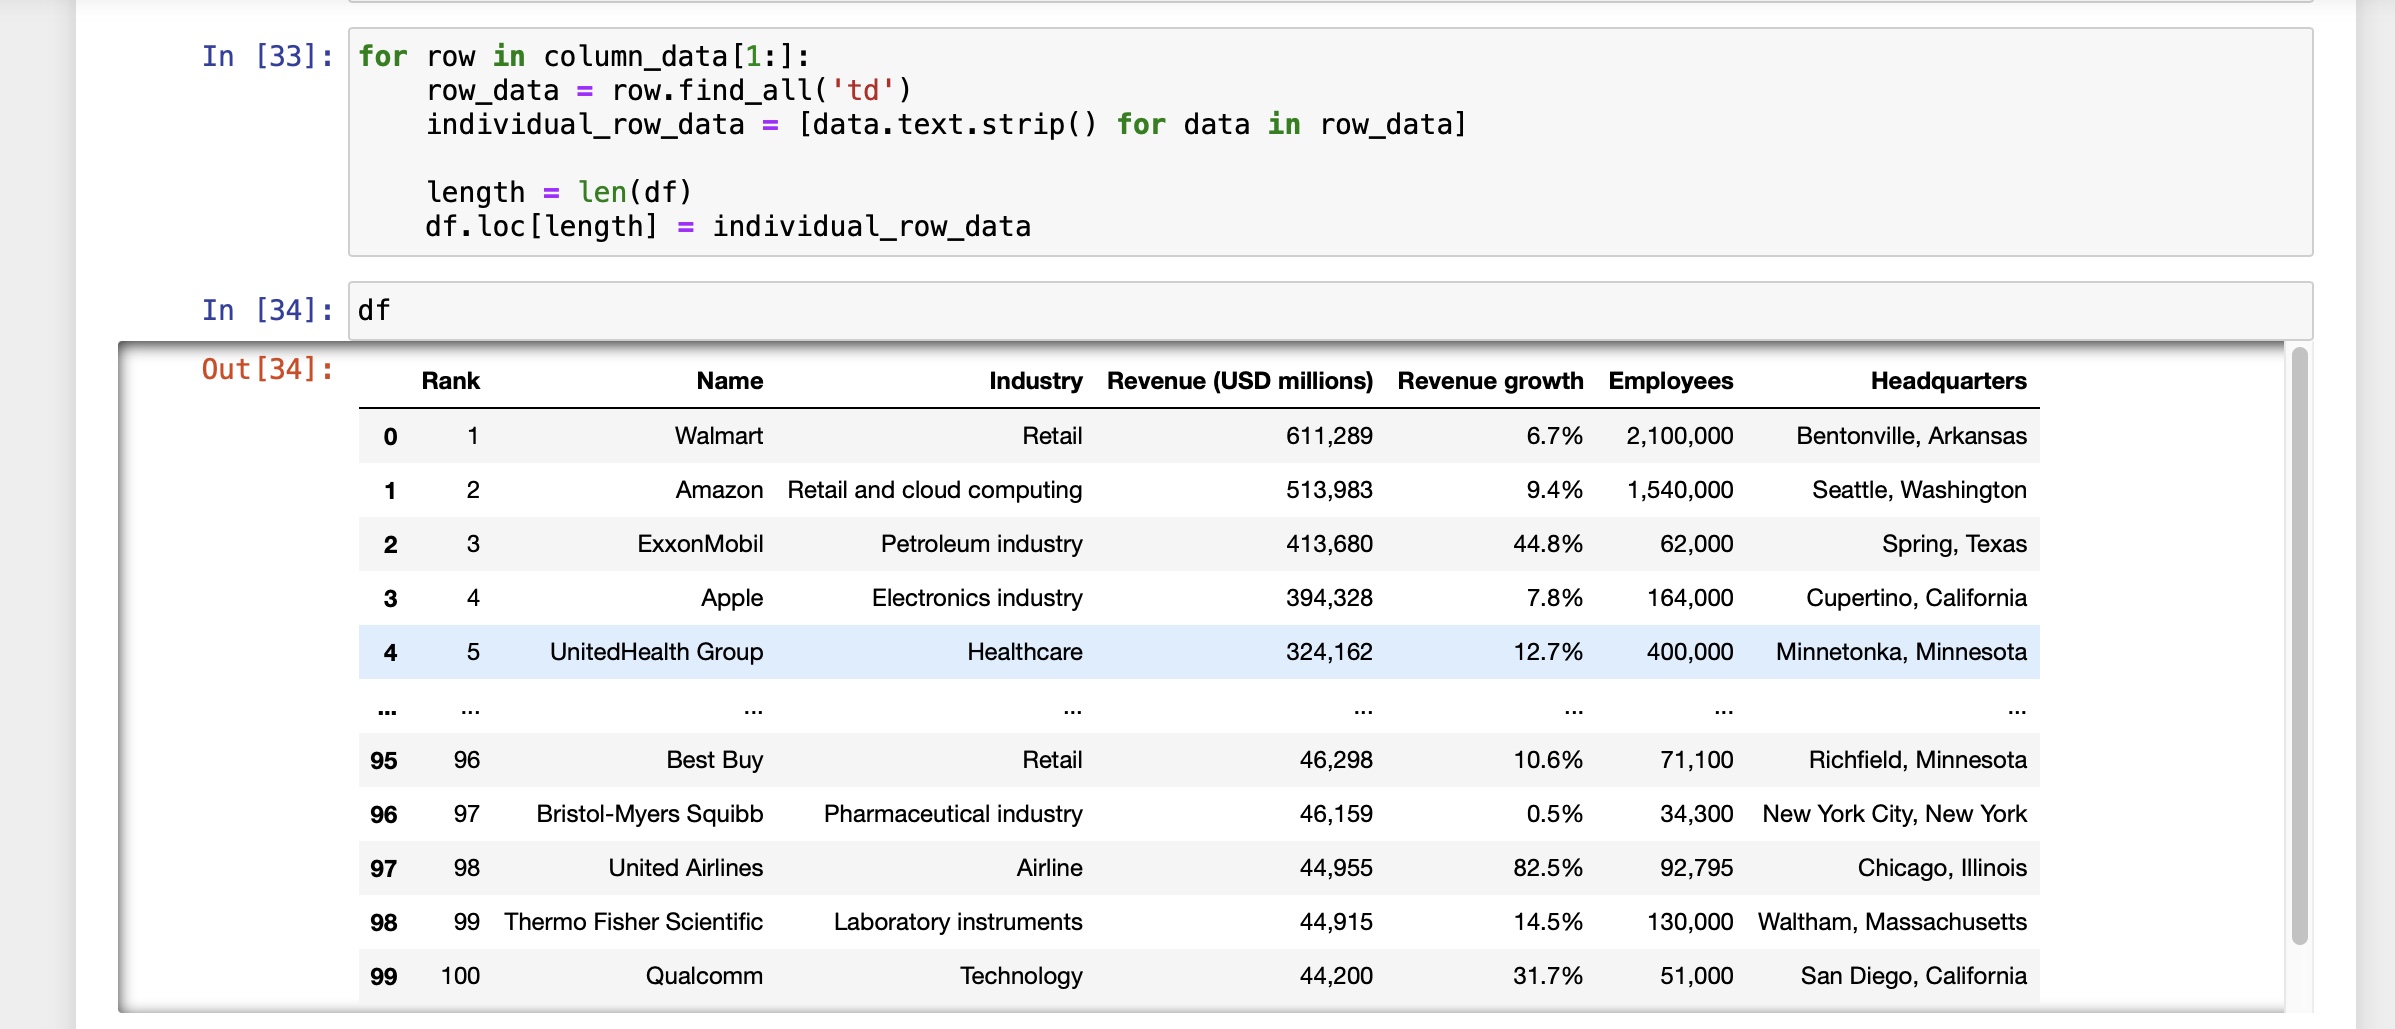 In [33]: for row in column_data[1:]:
    row_data = row.find_all('td')
    individual_row_data = [data.text.strip() for data in row_data]
    length = len(df)
    df.loc[length] = individual_row_data
In [34]: df
Out[34]:
Rank Name Industry Revenue (USD millions) Revenue growth Employees Headquarters
0 1 Walmart Retail 611,289 6.7% 2,100,000 Bentonville, Arkansas
1 2 Amazon Retail and cloud computing 513,983 9.4% 1,540,000 Seattle, Washington
2 3 ExxonMobil Petroleum industry 413,680 44.8% 62,000 Spring, Texas
3 4 Apple Electronics industry 394,328 7.8% 164,000 Cupertino, California
4 5 UnitedHealth Group Healthcare 324,162 12.7% 400,000 Minnetonka, Minnesota
... ... ... ... ... ... ... ...
95 96 Best Buy Retail 46,298 10.6% 71,100 Richfield, Minnesota
96 97 Bristol-Myers Squibb Pharmaceutical industry 46,159 0.5% 34,300 New York City, New York
97 98 United Airlines Airline 44,955 82.5% 92,795 Chicago, Illinois
98 99 Thermo Fisher Scientific Laboratory instruments 44,915 14.5% 130,000 Waltham, Massachusetts
99 100 Qualcomm Technology 44,200 31.7% 51,000 San Diego, California